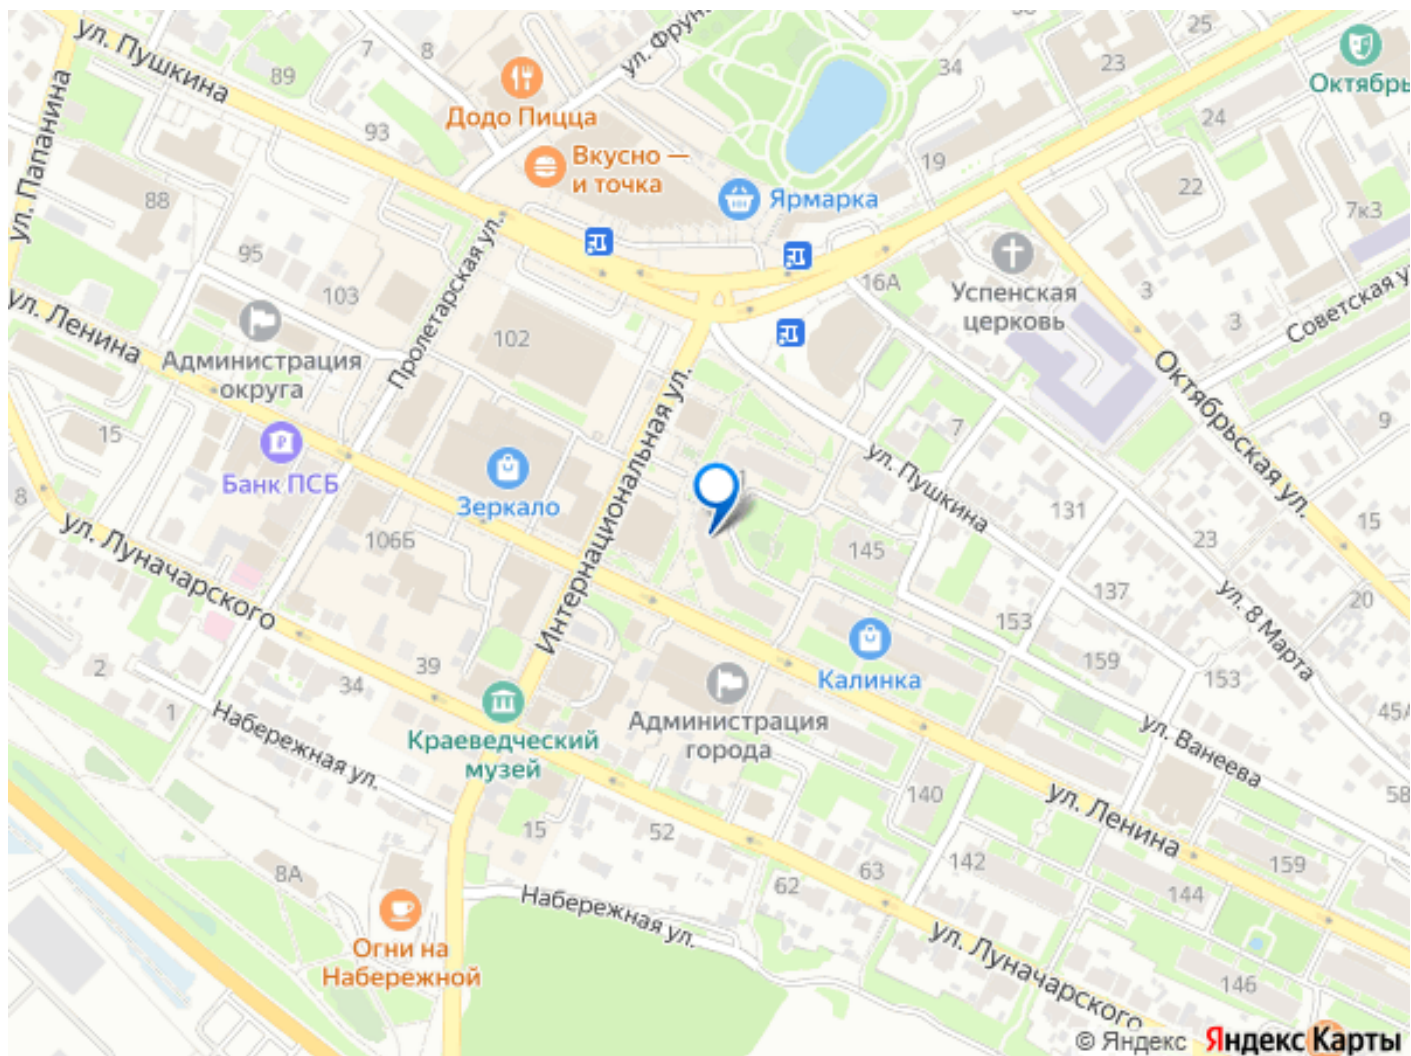 ул. Пушкина
7
8
89
ул. Фрун
34
23
25
Октябрь
Додо Пицца
93
Вкусно —
и точка
24
19
Ярмарка
22
7к3
ул. Папанина
88
Пролетарская ул.
95
103
16А
Успенская
церковь
3
3
Советская у
ул. Ленина
Администрация
округа
102
Октябрьская ул.
15
Банк ПСБ
Зеркало
Интернациональная ул.
1
7
9
ул. Пушкина
131
15
8
ул. Луначарского
106Б
145
23
137
ул. 8 Марта
20
153
159
153
Калинка
2
34
39
1
Набережная ул.
Краеведческий
музей
Администрация
города
45А
ул. Ванеева
58
140
ул. Ленина
15
52
8А
62
63
142
144
159
Огни на
Набережной
Набережная ул.
ул. Луначарского
146
© Яндекс Яндекс Карты